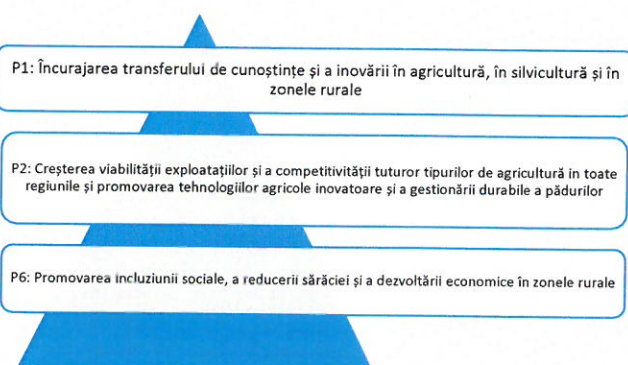 P1: Încurajarea transferului de cunoștințe și a inovării în agricultură, în silvicultură și în
zonele rurale
P2: Creșterea viabilității exploatațiilor și a competitivității tuturor tipurilor de agricultură in toate
regiunile și promovarea tehnologiilor agricole inovatoare și a gestionării durabile a pădurilor
P6: Promovarea incluziunii sociale, a reducerii sărăciei și a dezvoltării economice în zonele rurale